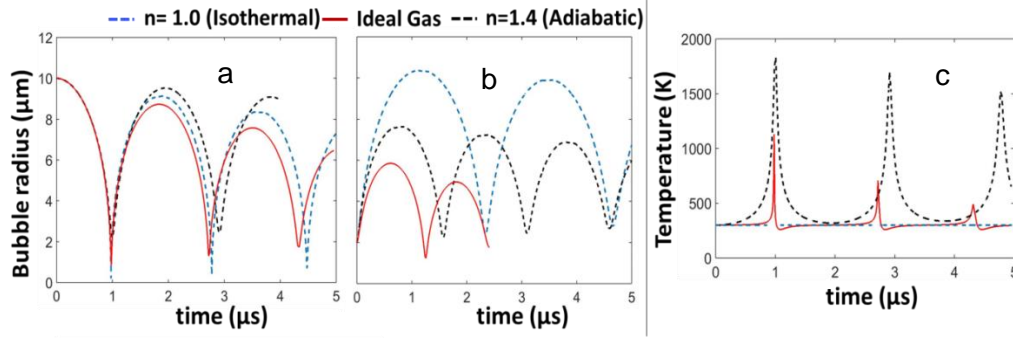 n= 1.0 (Isothermal) Ideal Gas n=1.4 (Adiabatic)
Bubble radius (μm)
12
10
8
6
4
2
0
a
0 1 2 3 4 5
time (μs)
b
0 1 2 3 4 5
time (μs)
Temperature (K)
2000
1500
1000
500
0
c
0 1 2 3 4 5
time (μs)